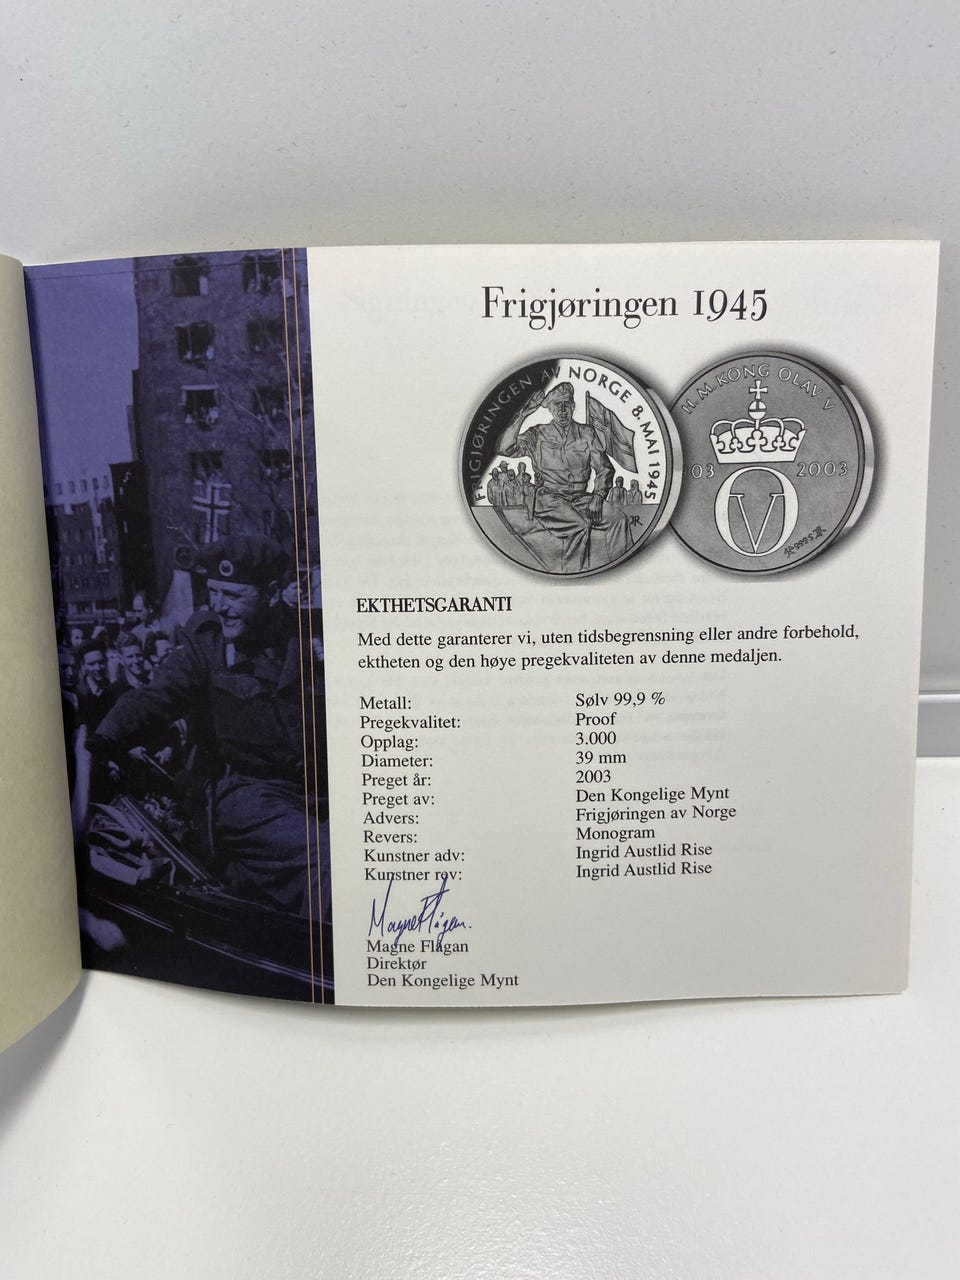 Frigjøringen 1945
FRIGJØRINGEN AV NORGE 8. MAI 1945
H. M. KONG OLAV V
03 2003
V
EKTHETSGARANTI
Med dette garanterer vi, uten tidsbegrensning eller andre forbehold,
ektheten og den høye pregekvaliteten av denne medaljen.
Metall: Sølv 99,9 %
Pregekvalitet: Proof
Opplag: 3.000
Diameter: 39 mm
Preget år: 2003
Preget av: Den Kongelige Mynt
Advers: Frigjøringen av Norge
Revers: Monogram
Kunstner adv: Ingrid Austlid Rise
Kunstner rev: Ingrid Austlid Rise
Magne Flågan.
Magne Flågan
Direktør
Den Kongelige Mynt